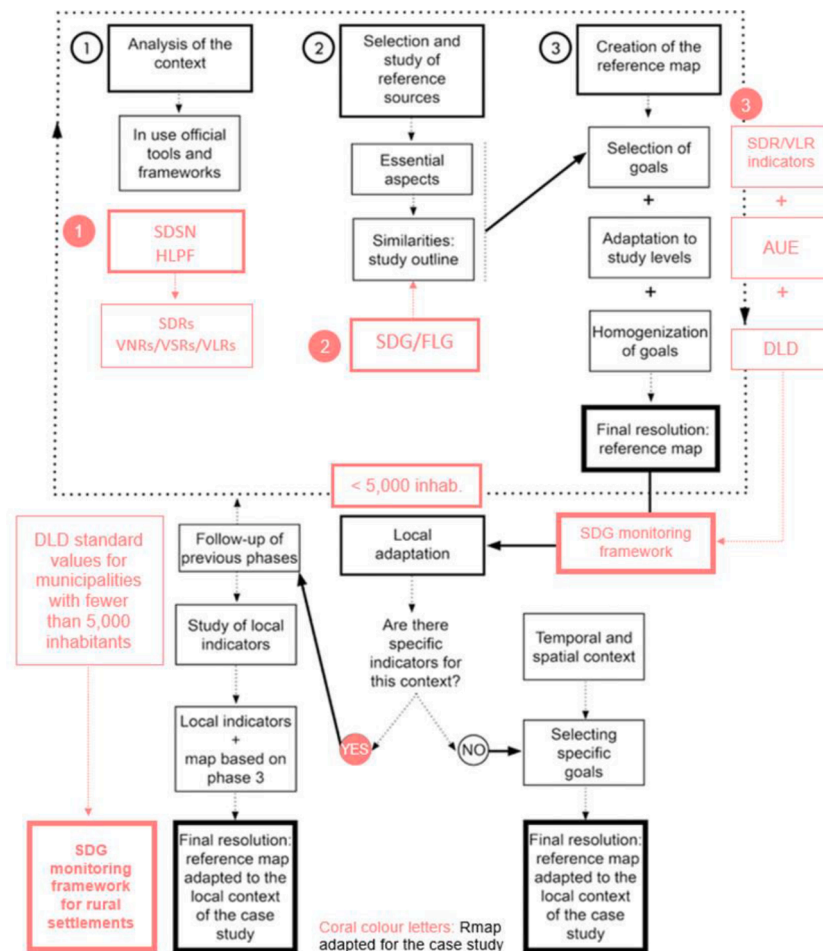 1
Analysis of the
context
2
Selection and
study of
reference
sources
3
Creation of the
reference map
In use official
tools and
frameworks
Essential
aspects
Selection of
goals
3
SDR/VLR
indicators
+
+
1
SDSN
HLPF
Similarities:
study outline
Adaptation to
study levels
AUE
+
+
SDRs
VNRs/VSRs/VLRs
2
SDG/FLG
Homogenization
of goals
DLD
Final resolution:
reference map
< 5,000 inhab.
DLD standard
values for
municipalities
with fewer
than 5,000
inhabitants
Follow-up of
previous phases
Local
adaptation
SDG monitoring
framework
Study of local
indicators
Are there
specific
indicators for
this context?
Temporal and
spatial context
Local indicators
+
map based on
phase 3
YES
NO
Selecting
specific
goals
SDG
monitoring
framework
for rural
settlements
Final resolution:
reference map
adapted to the
local context
of the case
study
Final resolution:
reference map
adapted to the
local context
of the case
study
Coral colour letters: Rmap
adapted for the case study